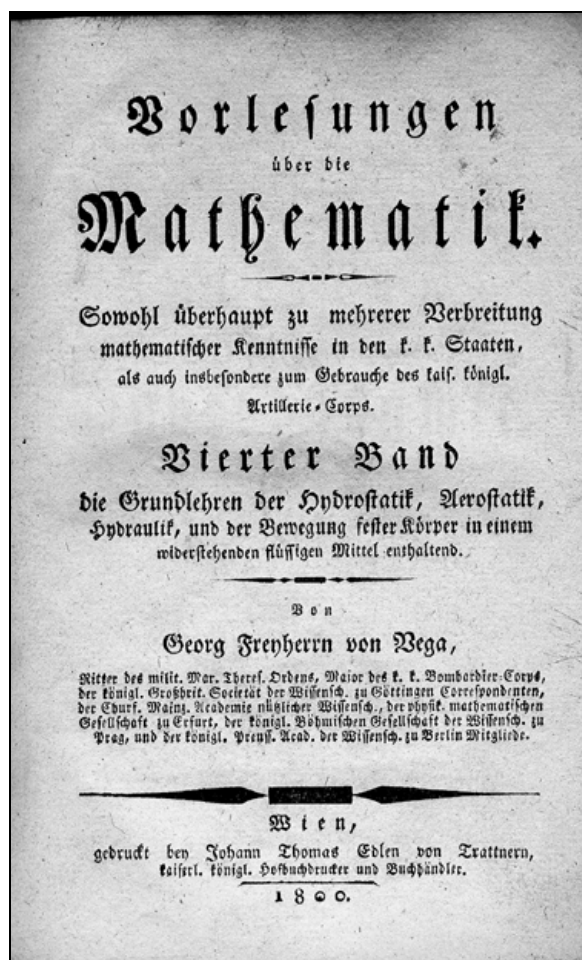 Vorlesungen
über die
Mathematik.
Sowohl überhaupt zu mehrerer Verbreitung
mathematischer Kenntnisse in den k. k. Staaten,
als auch insbesondere zum Gebrauche des kais. königl.
Artillerie-Corps.
Vierter Band
die Grundlehren der Hydrostatik, Aerostatik,
Hydraulik, und der Bewegung fester Körper in einem
widerstehenden flüssigen Mittel enthaltend.
Von
Georg Freyherrn von Vega,
Ritter des milit. Mar. Theres. Ordens, Major des k. k. Bombardier-Corps,
der königl. Großbrit. Societät der Wissensch. zu Göttingen Correspondenten,
der Churf. Mainz. Academie nützlicher Wissensch., der physik. mathematischen
Gesellschaft zu Erfurt, der königl. Böhmischen Gesellschaft der Wissensch. zu
Prag, und der königl. Preuss. Acad. der Wissensch. zu Berlin Mitgliede.
Wien,
gedruckt bey Johann Thomas Edlen von Trattnern,
kaiserl. königl. Hofbuchdrucker und Buchhändler.
1800.